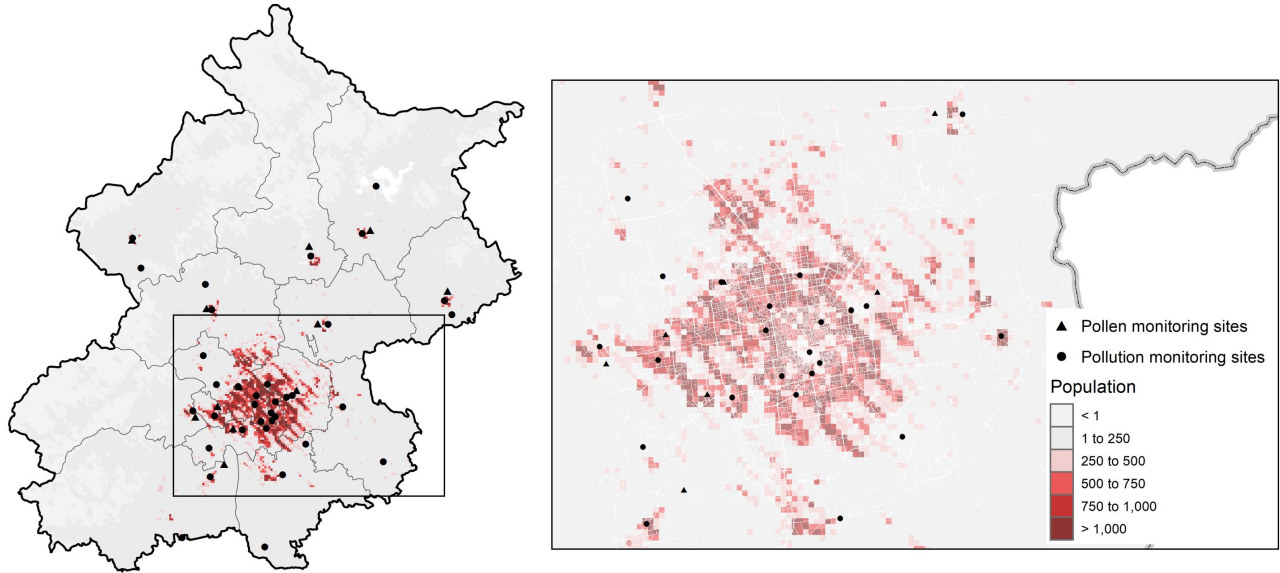 Pollen monitoring sites
Pollution monitoring sites
Population
< 1
1 to 250
250 to 500
500 to 750
750 to 1,000
> 1,000